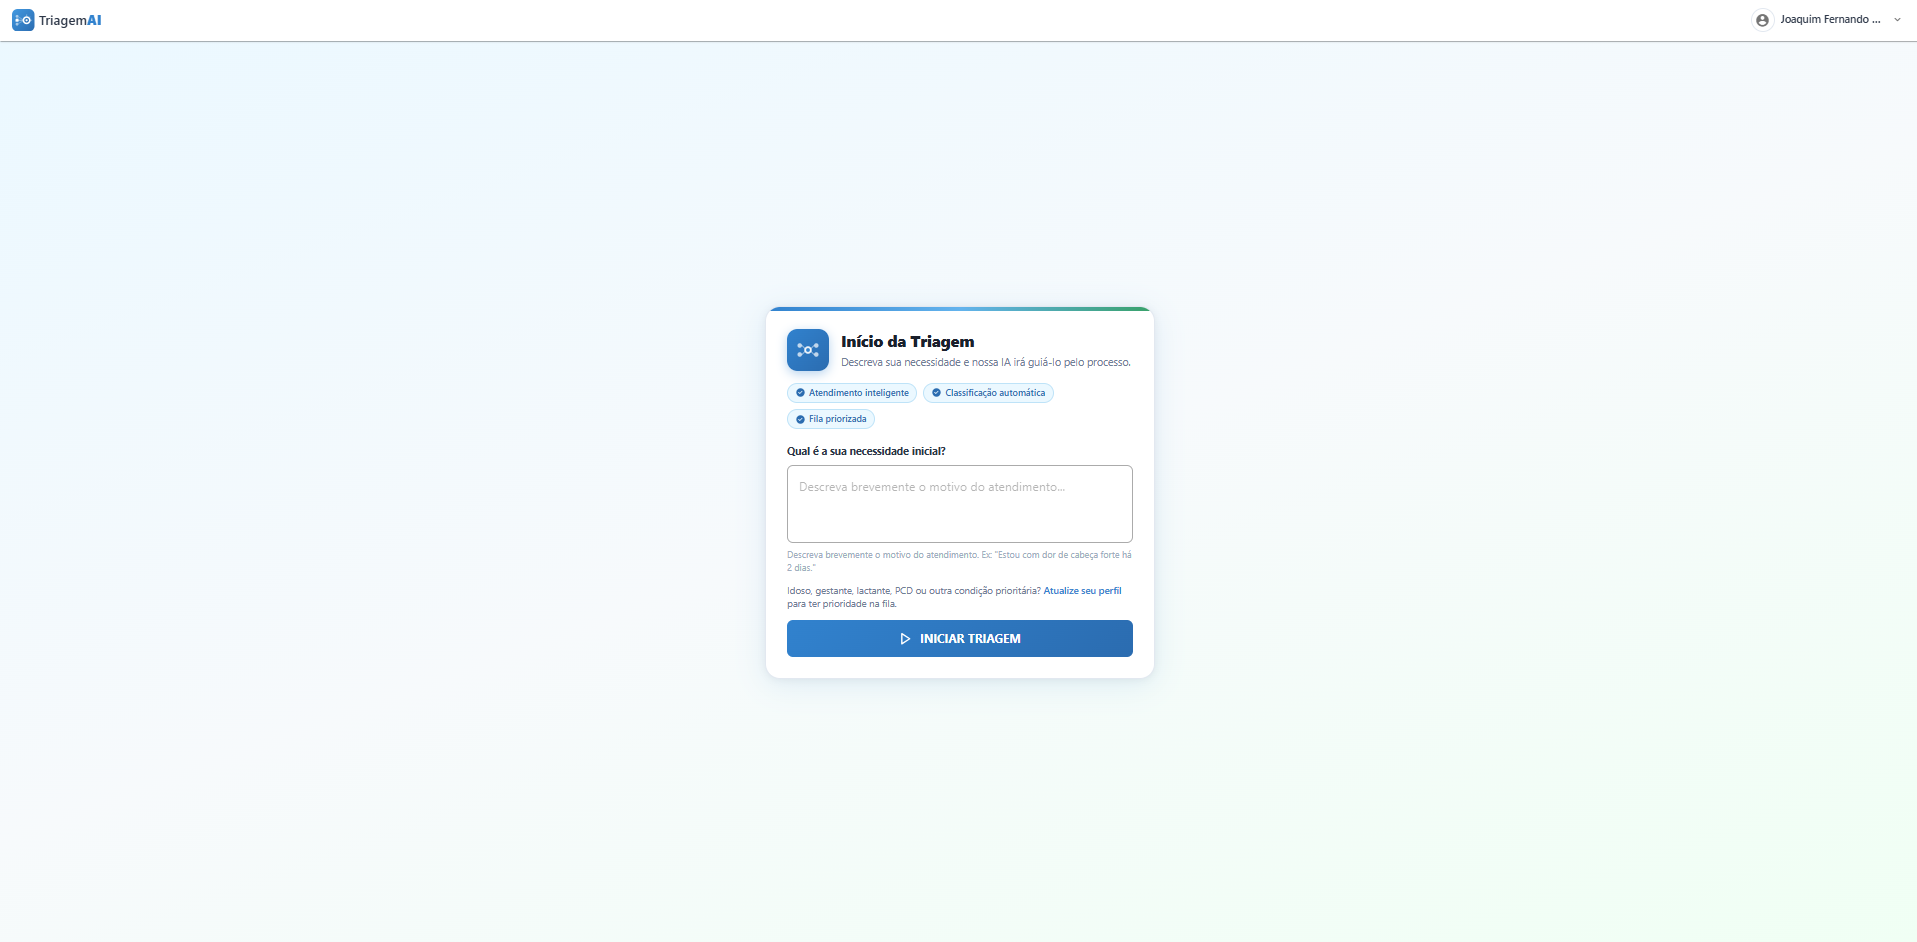 TriagemAI
Joaquim Fernando ...
Início da Triagem
Descreva sua necessidade e nossa IA irá guiá-lo pelo processo.
Atendimento inteligente
Classificação automática
Fila priorizada
Qual é a sua necessidade inicial?
Descreva brevemente o motivo do atendimento...
Descreva brevemente o motivo do atendimento. Ex: "Estou com dor de cabeça forte há
2 dias."
Idoso, gestante, lactante, PCD ou outra condição prioritária? Atualize seu perfil
para ter prioridade na fila.
INICIAR TRIAGEM